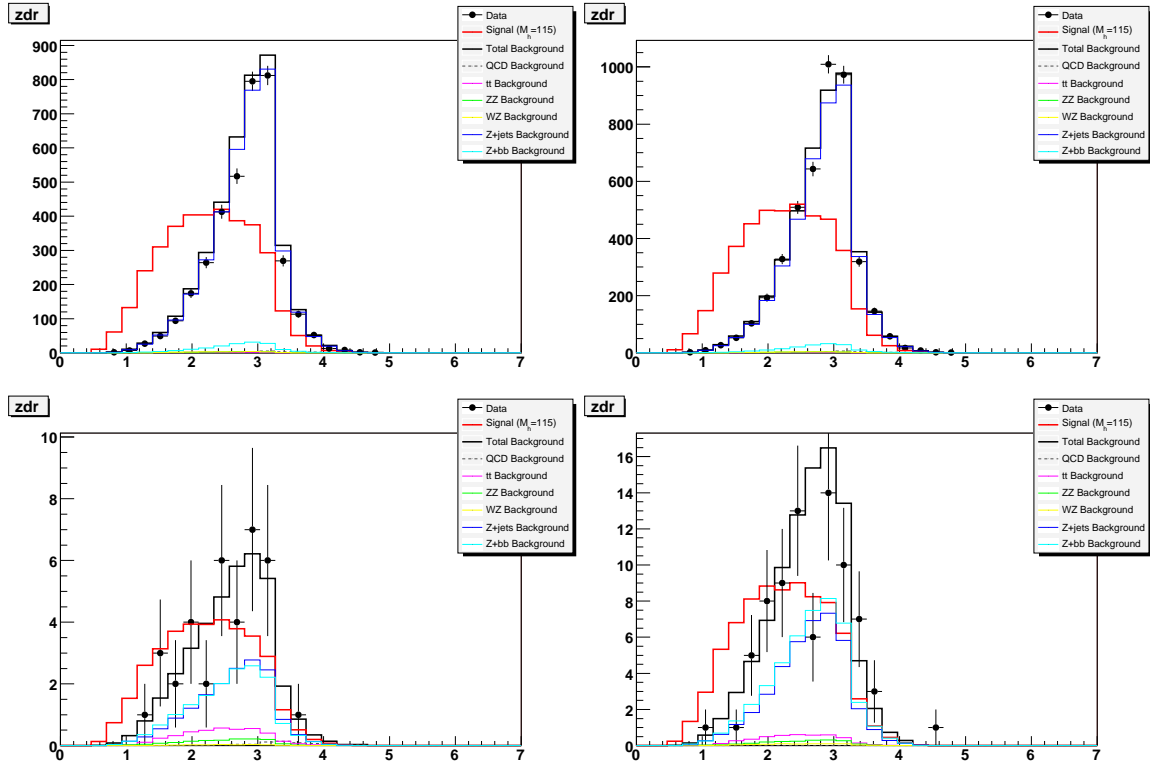 zdr
Data
Signal (M_h=115)
Total Background
QCD Background
tt Background
ZZ Background
WZ Background
Z+jets Background
Z+bb Background
900
800
700
600
500
400
300
200
100
0
0 1 2 3 4 5 6 7
zdr
Data
Signal (M_h=115)
Total Background
QCD Background
tt Background
ZZ Background
WZ Background
Z+jets Background
Z+bb Background
1000
800
600
400
200
0
0 1 2 3 4 5 6 7
zdr
Data
Signal (M_h=115)
Total Background
QCD Background
tt Background
ZZ Background
WZ Background
Z+jets Background
Z+bb Background
10
8
6
4
2
0
0 1 2 3 4 5 6 7
zdr
Data
Signal (M_h=115)
Total Background
QCD Background
tt Background
ZZ Background
WZ Background
Z+jets Background
Z+bb Background
16
14
12
10
8
6
4
2
0
0 1 2 3 4 5 6 7